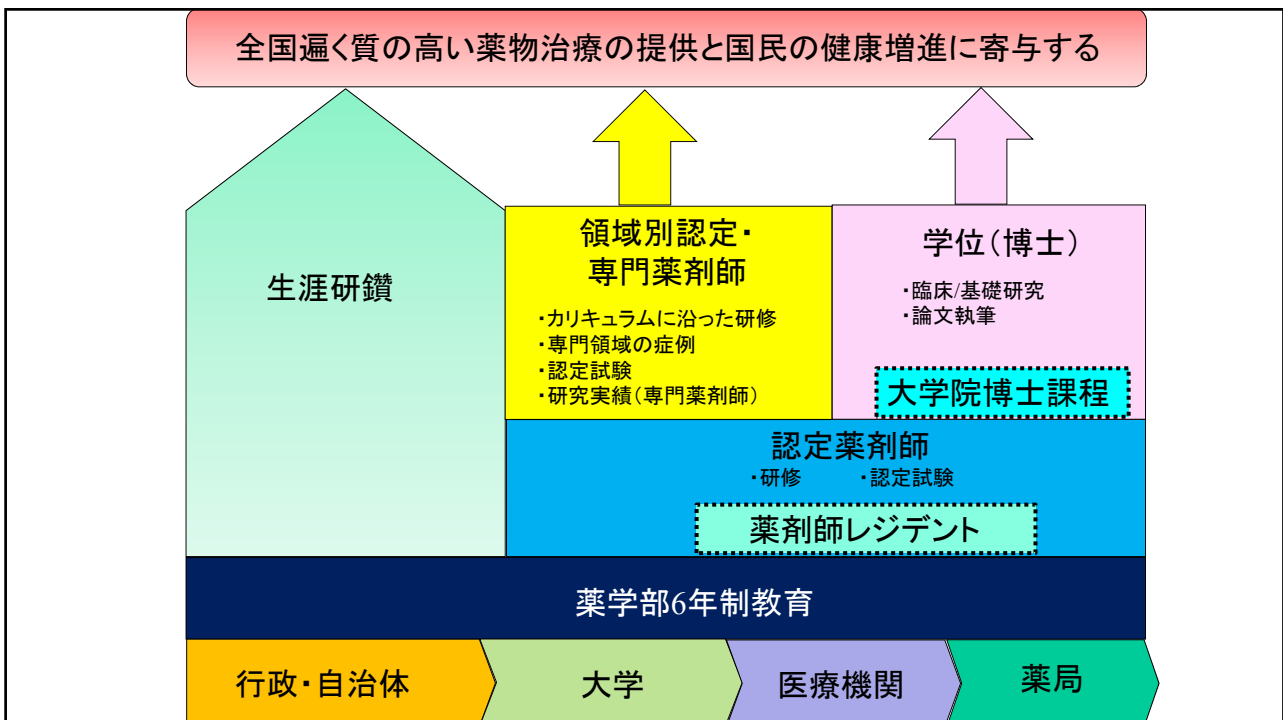 全国遍く質の高い薬物治療の提供と国民の健康増進に寄与する
生涯研鑽
領域別認定・
専門薬剤師
・カリキュラムに沿った研修
・専門領域の症例
・認定試験
・研究実績（専門薬剤師）
学位（博士）
・臨床/基礎研究
・論文執筆
大学院博士課程
認定薬剤師
・研修 ・認定試験
薬剤師レジデント
薬学部6年制教育
行政・自治体
大学
医療機関
薬局